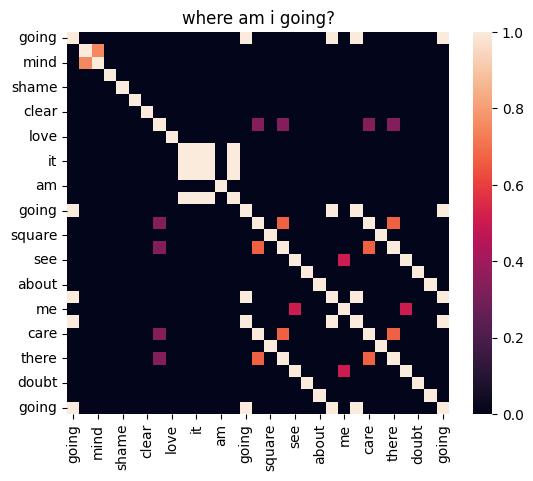 where am i going?
going
mind
shame
clear
love
it
am
going
square
see
about
me
care
there
doubt
going
going
mind
shame
clear
love
it
am
going
square
see
about
me
care
there
doubt
going
1.0
0.8
0.6
0.4
0.2
0.0